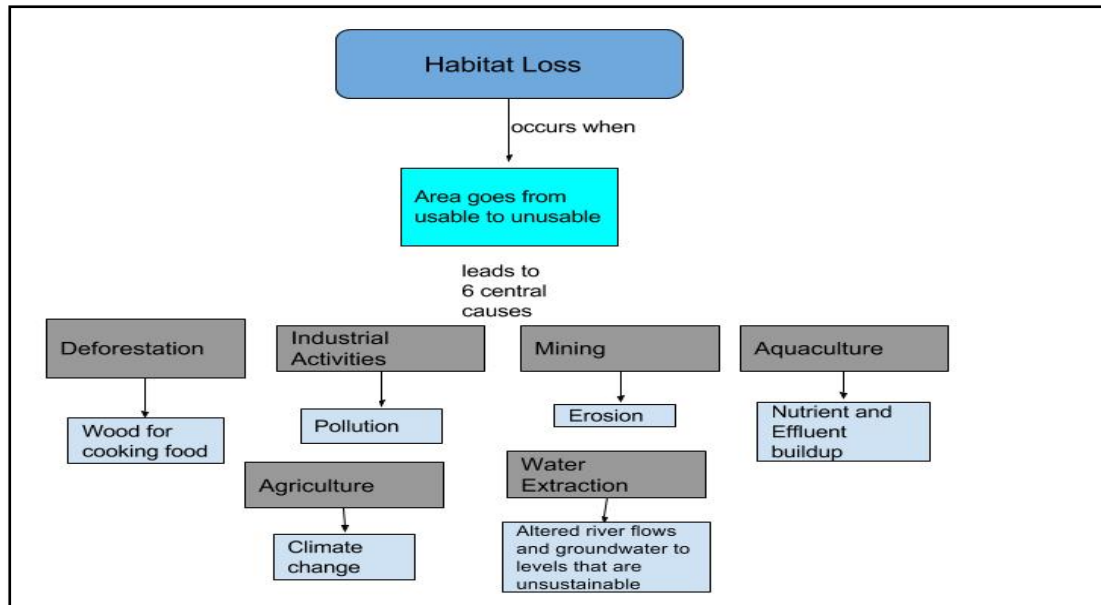 Habitat Loss
occurs when
Area goes from
usable to unusable
leads to
6 central
causes
Deforestation
Industrial
Activities
Mining
Aquaculture
Wood for
cooking food
Pollution
Erosion
Nutrient and
Effluent
buildup
Agriculture
Water
Extraction
Climate
change
Altered river flows
and groundwater to
levels that are
unsustainable